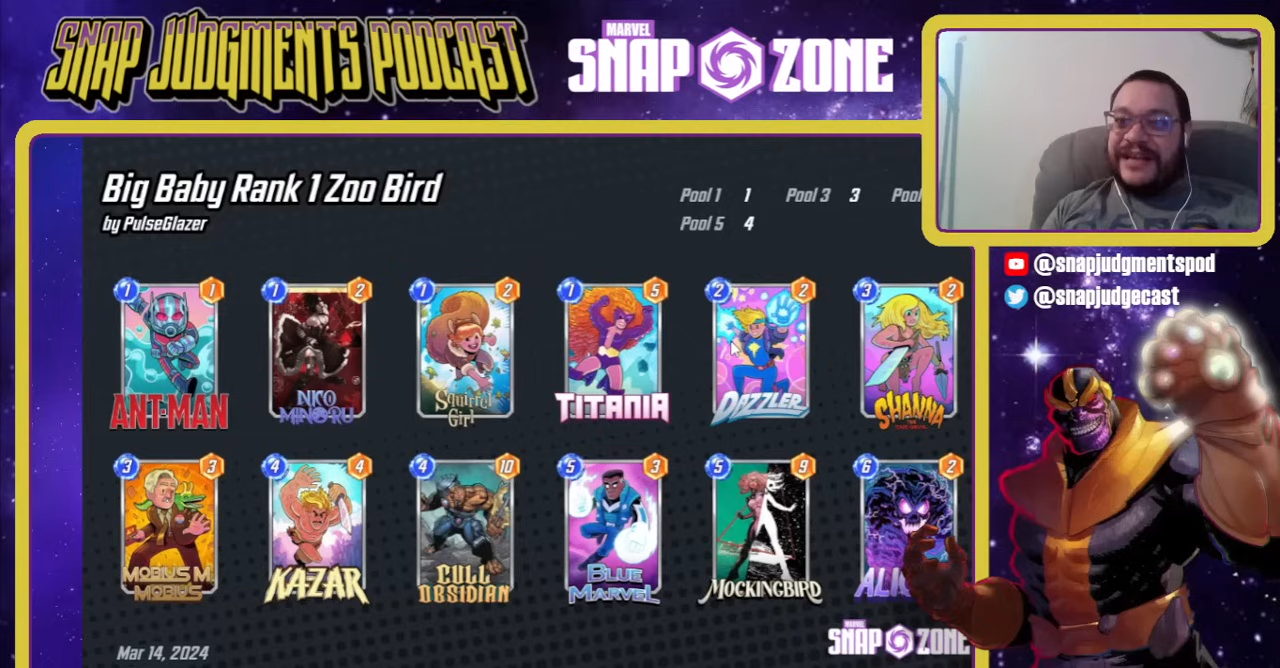 SNAP JUDGMENTS PODCAST
MARVEL
SNAP ZONE
Big Baby Rank 1 Zoo Bird
by PulseGlazer
Pool 1 1 Pool 3 3 Pool
Pool 5 4
@snapjudgmentspod
@snapjudgecast
1 1 1 2 1 2 1 5 2 2 3 2
ANT-MAN NICO MINORU Squirrel Girl TITANIA DAZZLER SHANNA
3 3 4 4 4 10 5 3 5 9 6 2
MOBIUS M. MOBIUS KAZAR CULL OBSIDIAN BLUE MARVEL MOCKINGBIRD ALI
MARVEL
SNAP ZONE
Mar 14, 2024